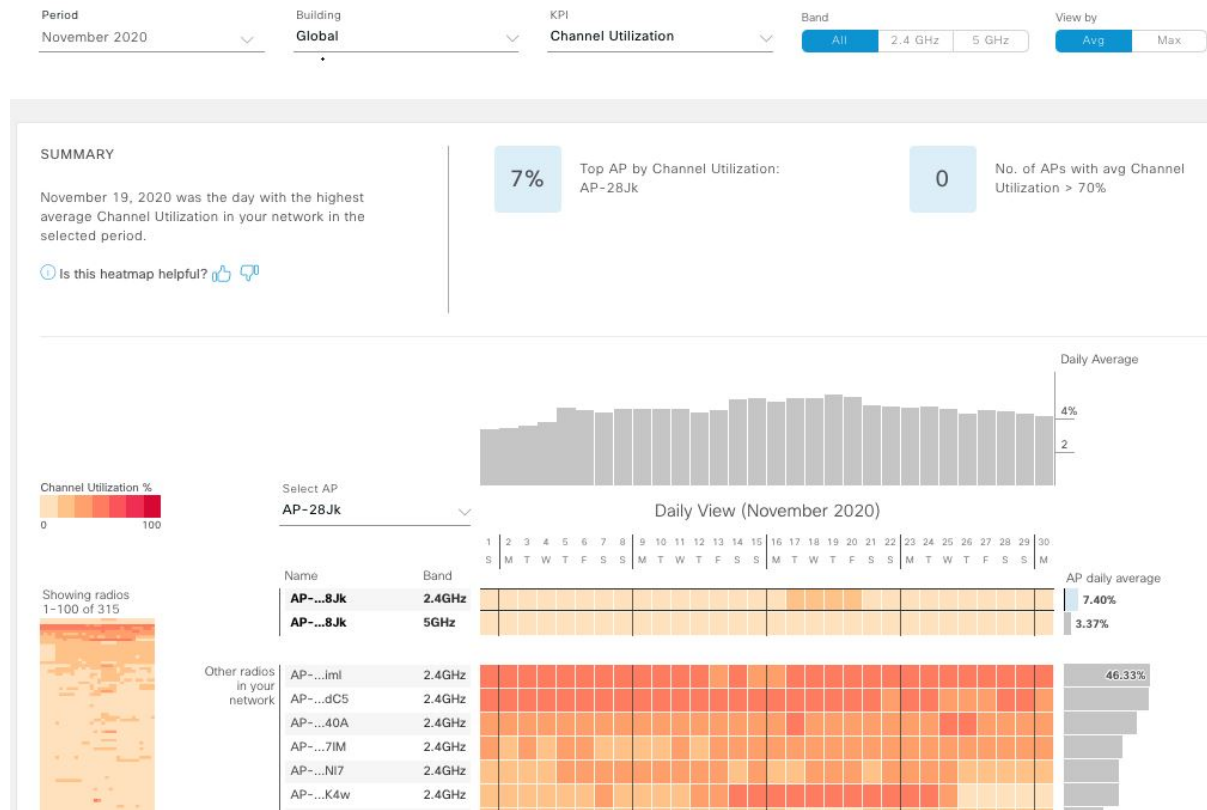 Period
Building
KPI
Band
View by
November 2020
Global
Channel Utilization
All
2.4 GHz
5 GHz
Avg
Max
SUMMARY
November 19, 2020 was the day with the highest
average Channel Utilization in your network in the
selected period.
Is this heatmap helpful?
7%
Top AP by Channel Utilization:
AP-28Jk
0
No. of APs with avg Channel
Utilization > 70%
Daily Average
4%
2
Channel Utilization %
0 100
Select AP
AP-28Jk
Daily View (November 2020)
1 2 3 4 5 6 7 8 9 10 11 12 13 14 15 16 17 18 19 20 21 22 23 24 25 26 27 28 29 30
S M T W T F S S M T W T F S S M T W T F S S M T W T F S S M
Name Band
AP daily average
Showing radios
1-100 of 315
AP-...8Jk 2.4GHz 7.40%
AP-...8Jk 5GHz 3.37%
Other radios
in your
network
AP-...iml 2.4GHz 46.33%
AP-...dC5 2.4GHz
AP-...40A 2.4GHz
AP-...7IM 2.4GHz
AP-...NI7 2.4GHz
AP-...K4w 2.4GHz